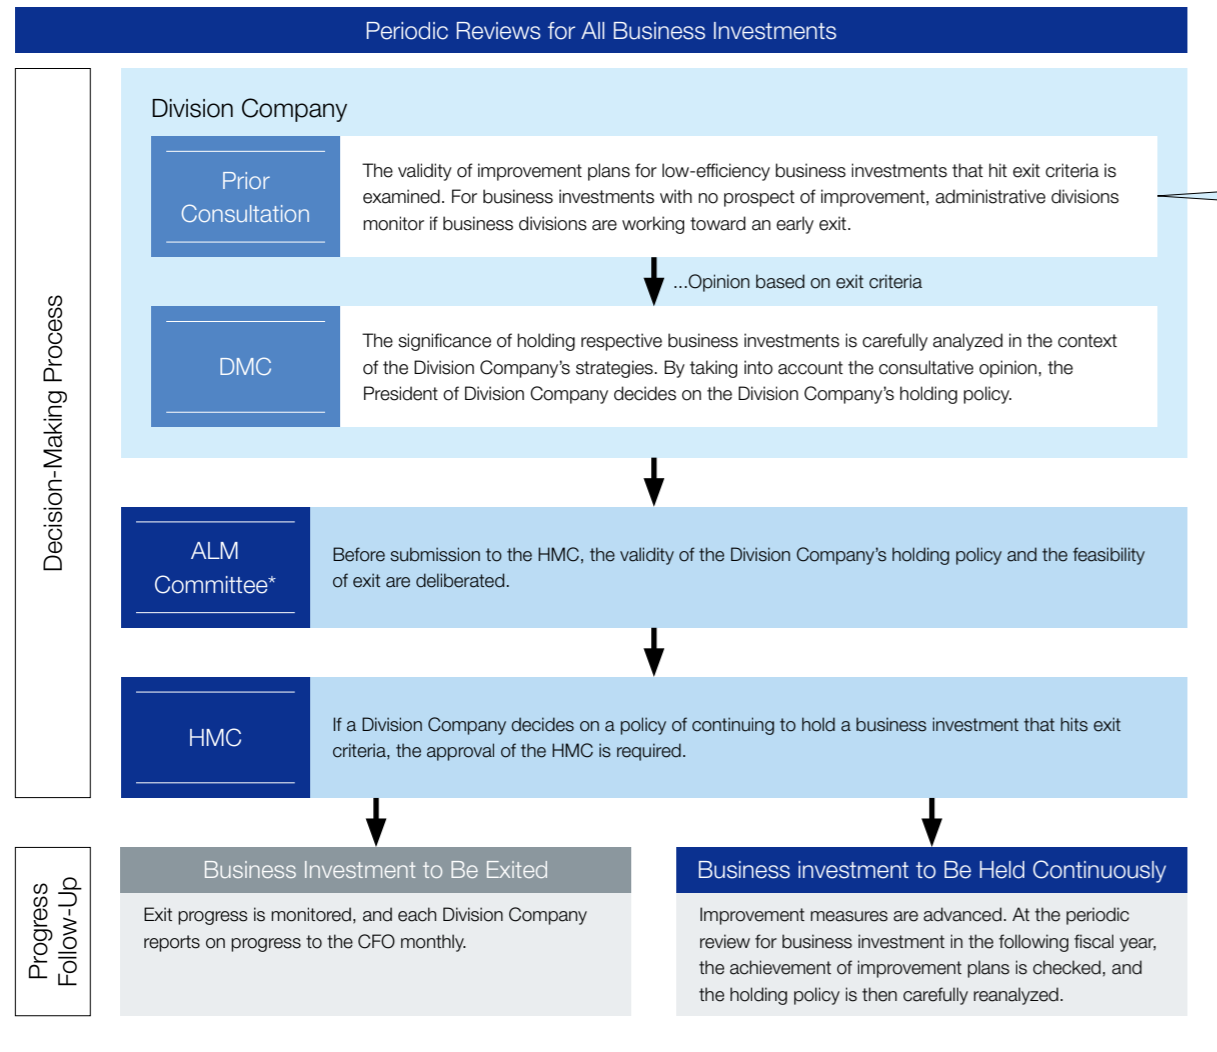 Periodic Reviews for All Business Investments
Decision-Making Process
Division Company
Prior
Consultation
The validity of improvement plans for low-efficiency business investments that hit exit criteria is
examined. For business investments with no prospect of improvement, administrative divisions
monitor if business divisions are working toward an early exit.
...Opinion based on exit criteria
DMC
The significance of holding respective business investments is carefully analyzed in the context
of the Division Company’s strategies. By taking into account the consultative opinion, the
President of Division Company decides on the Division Company’s holding policy.
ALM
Committee*
Before submission to the HMC, the validity of the Division Company’s holding policy and the feasibility
of exit are deliberated.
HMC
If a Division Company decides on a policy of continuing to hold a business investment that hits exit
criteria, the approval of the HMC is required.
Progress
Follow-Up
Business Investment to Be Exited
Exit progress is monitored, and each Division Company
reports on progress to the CFO monthly.
Business investment to Be Held Continuously
Improvement measures are advanced. At the periodic
review for business investment in the following fiscal year,
the achievement of improvement plans is checked, and
the holding policy is then carefully reanalyzed.